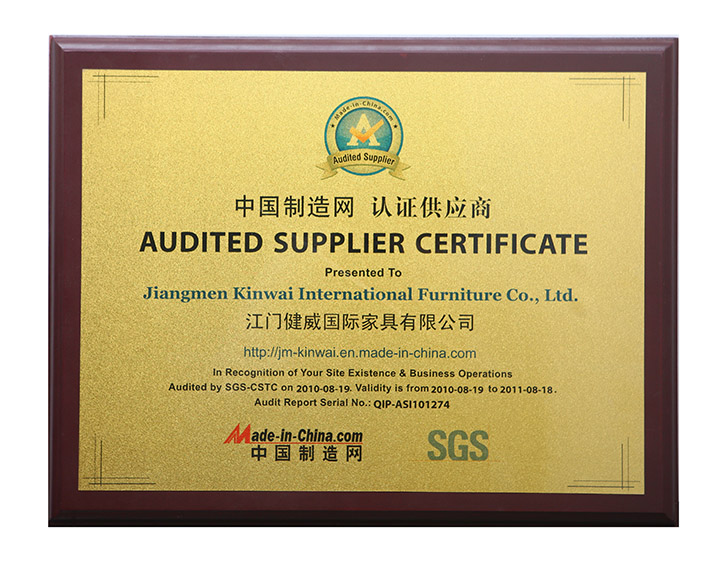 Made-in-China.com
A
Audited Supplier
中国制造网 认证供应商
AUDITED SUPPLIER CERTIFICATE
Presented To
Jiangmen Kinwai International Furniture Co., Ltd.
江门健威国际家具有限公司
http://jm-kinwai.en.made-in-china.com
In Recognition of Your Site Existence & Business Operations
Audited by SGS-CSTC on 2010-08-19. Validity is from 2010-08-19 to 2011-08-18.
Audit Report Serial No.: QIP-ASI101274
Made-in-China.com
中国制造网
SGS